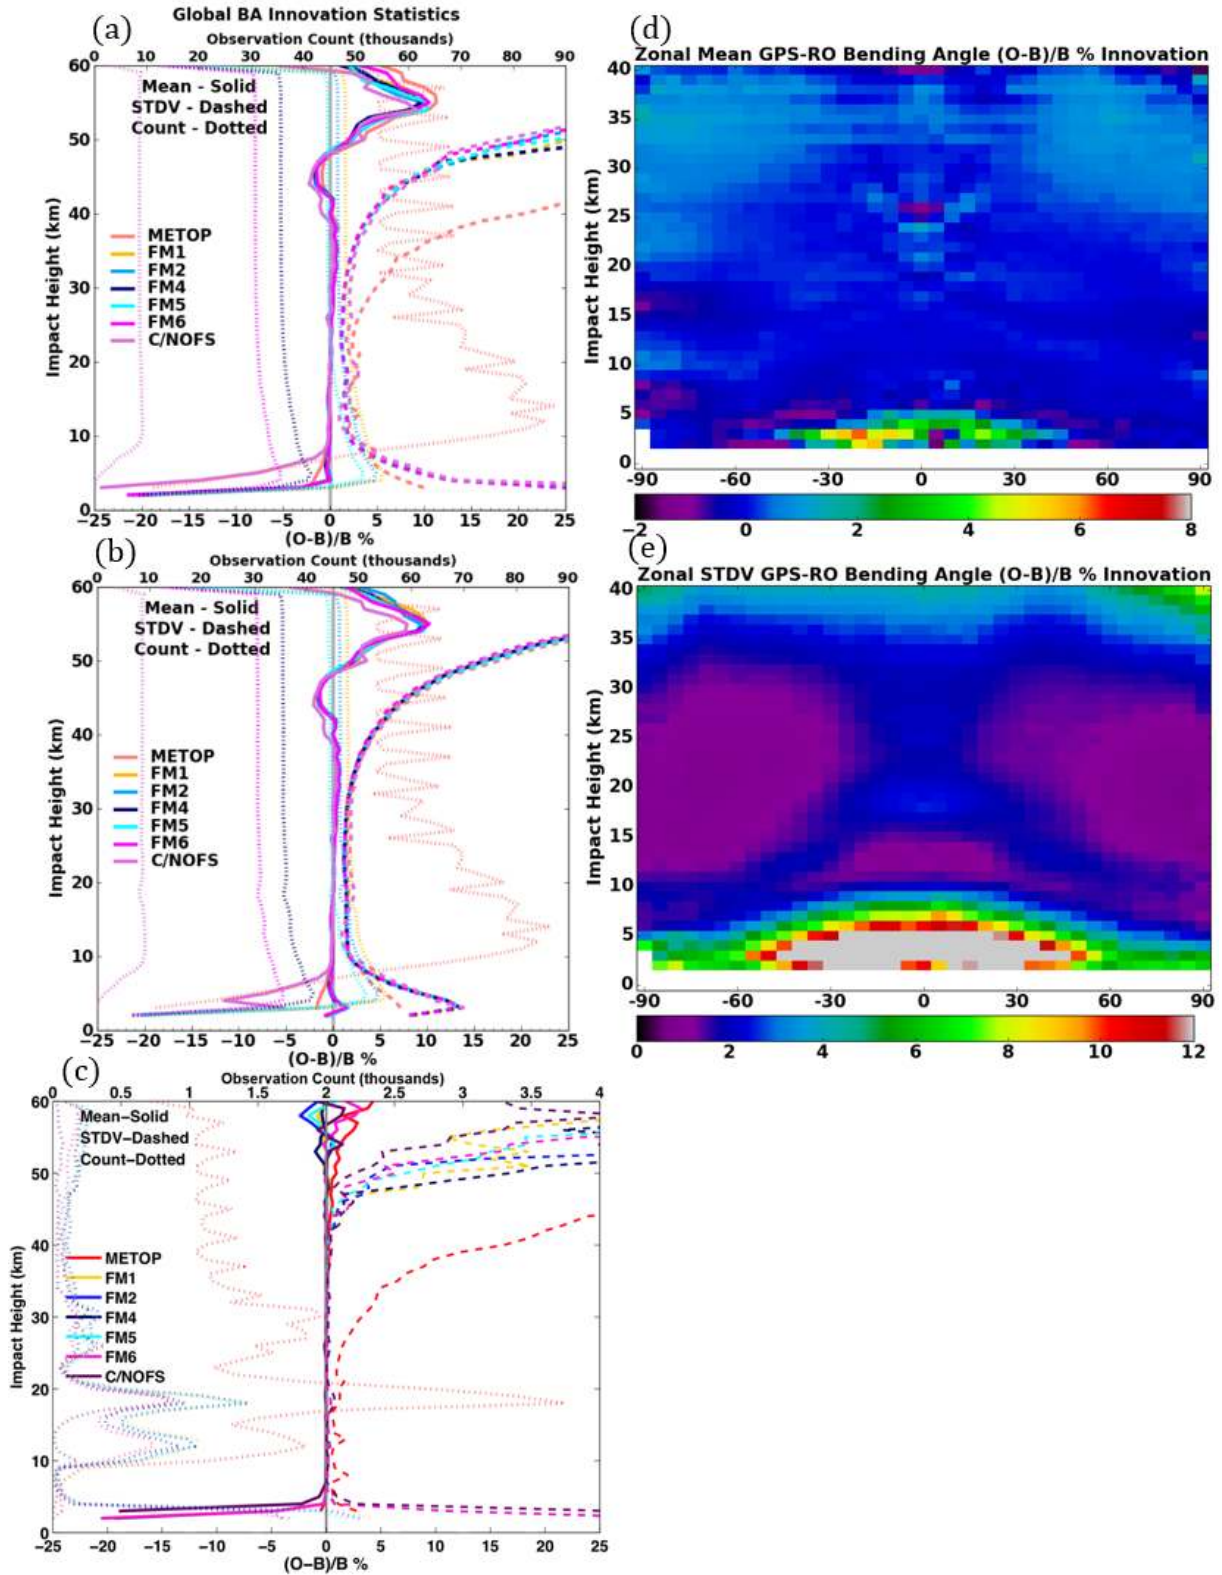 Global BA Innovation Statistics
(a)
Observation Count (thousands)
0 10 20 30 40 50 60 70 80 90
Mean - Solid
STDV - Dashed
Count - Dotted
METOP
FM1
FM2
FM4
FM5
FM6
C/NOFS
Impact Height (km)
60
50
40
30
20
10
0
−25 −20 −15 −10 −5 0 5 10 15 20 25
(O-B)/B %
(b)
Observation Count (thousands)
0 10 20 30 40 50 60 70 80 90
Mean - Solid
STDV - Dashed
Count - Dotted
METOP
FM1
FM2
FM4
FM5
FM6
C/NOFS
Impact Height (km)
60
50
40
30
20
10
0
−25 −20 −15 −10 −5 0 5 10 15 20 25
(O-B)/B %
(c)
Observation Count (thousands)
0 0.5 1 1.5 2 2.5 3 3.5 4
Mean−Solid
STDV−Dashed
Count−Dotted
METOP
FM1
FM2
FM4
FM5
FM6
C/NOFS
Impact Height (km)
60
50
40
30
20
10
0
−25 −20 −15 −10 −5 0 5 10 15 20 25
(O−B)/B %
(d)
Zonal Mean GPS-RO Bending Angle (O-B)/B % Innovation
Impact Height (km)
40
35
30
25
20
15
10
5
0
-90 -60 -30 0 30 60 90
−2 0 2 4 6 8
(e)
Zonal STDV GPS-RO Bending Angle (O-B)/B % Innovation
Impact Height (km)
40
35
30
25
20
15
10
5
0
-90 -60 -30 0 30 60 90
0 2 4 6 8 10 12